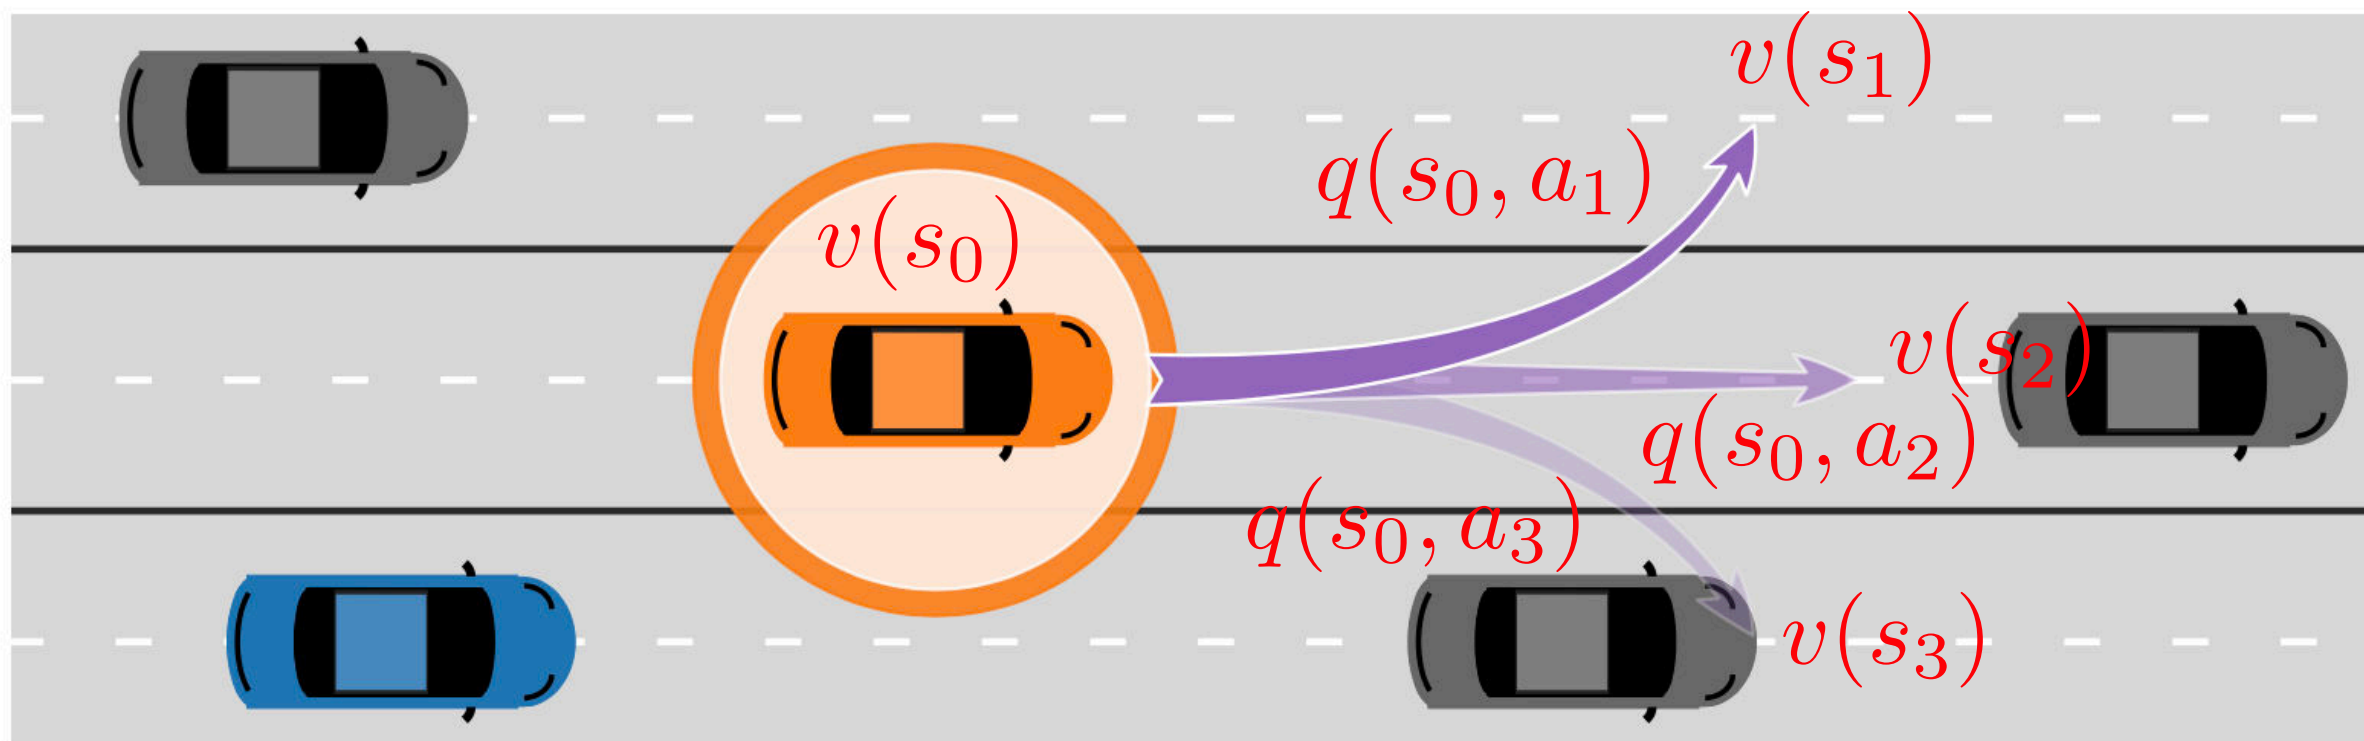 v(s₁)
q(s₀, a₁)
v(s₀)
v(s₂)
q(s₀, a₂)
q(s₀, a₃)
v(s₃)